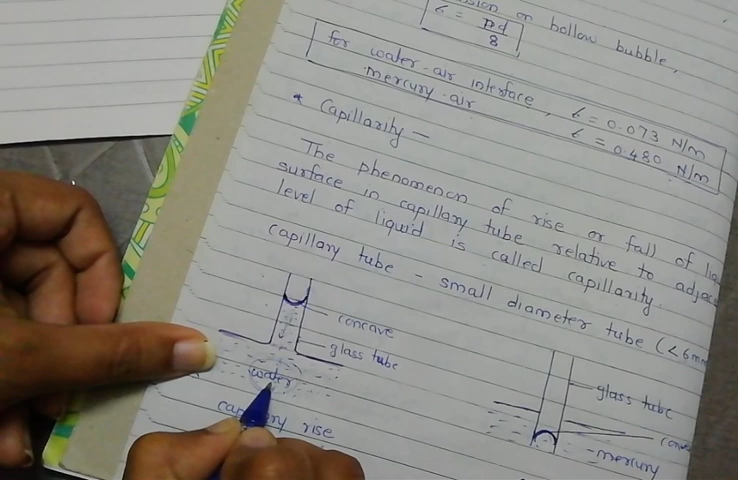 on hollow bubble,
σ = pd/8
for water-air interface, σ = 0.073 N/m
mercury-air σ = 0.480 N/m
* Capillarity -
The phenomenon of rise or fall of
surface in capillary tube relative to
level of liquid is called capillarity.
capillary tube - small diameter tube (<6
concave
glass tube
water
capillary rise
glass tube
mercury